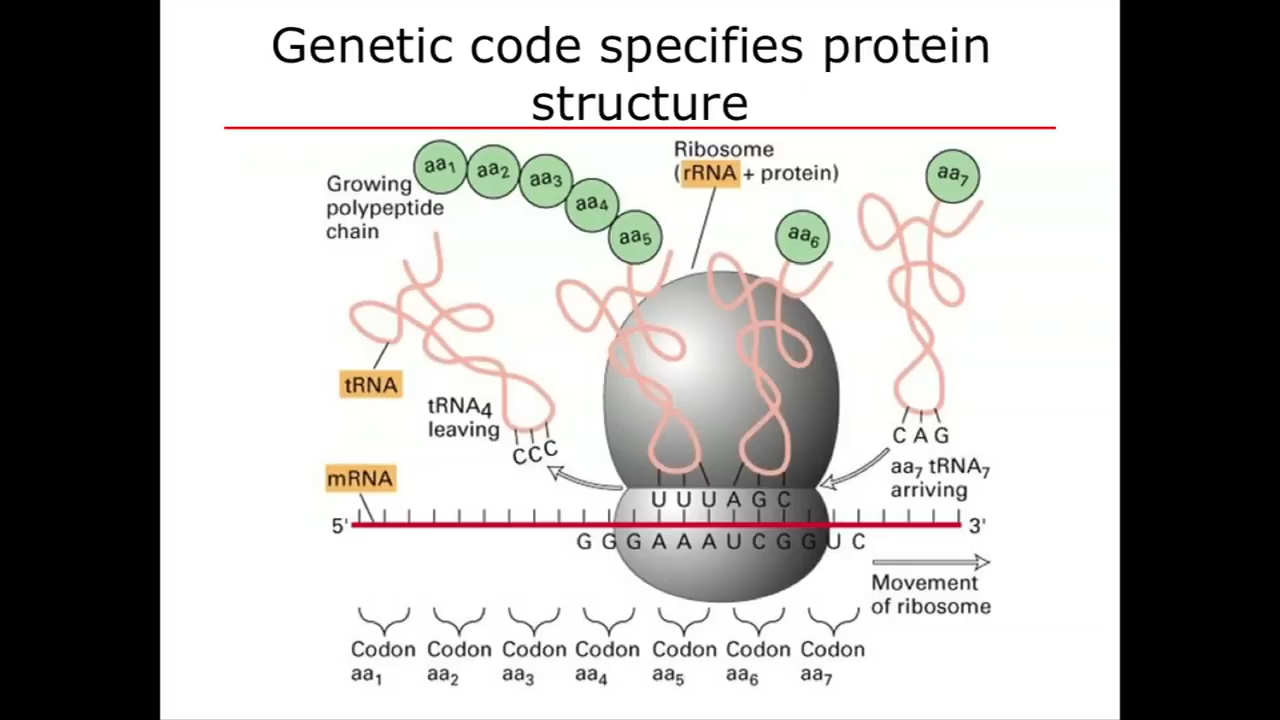 Genetic code specifies protein
structure
Growing
polypeptide
chain
aa1
aa2
aa3
aa4
aa5
Ribosome
(rRNA + protein)
aa6
aa7
tRNA
tRNA4
leaving
CCC
CAG
aa7 tRNA7
arriving
mRNA
UUUAGC
5'
3'
GGGAAAUCGGUC
Movement
of ribosome
Codon
aa1
Codon
aa2
Codon
aa3
Codon
aa4
Codon
aa5
Codon
aa6
Codon
aa7